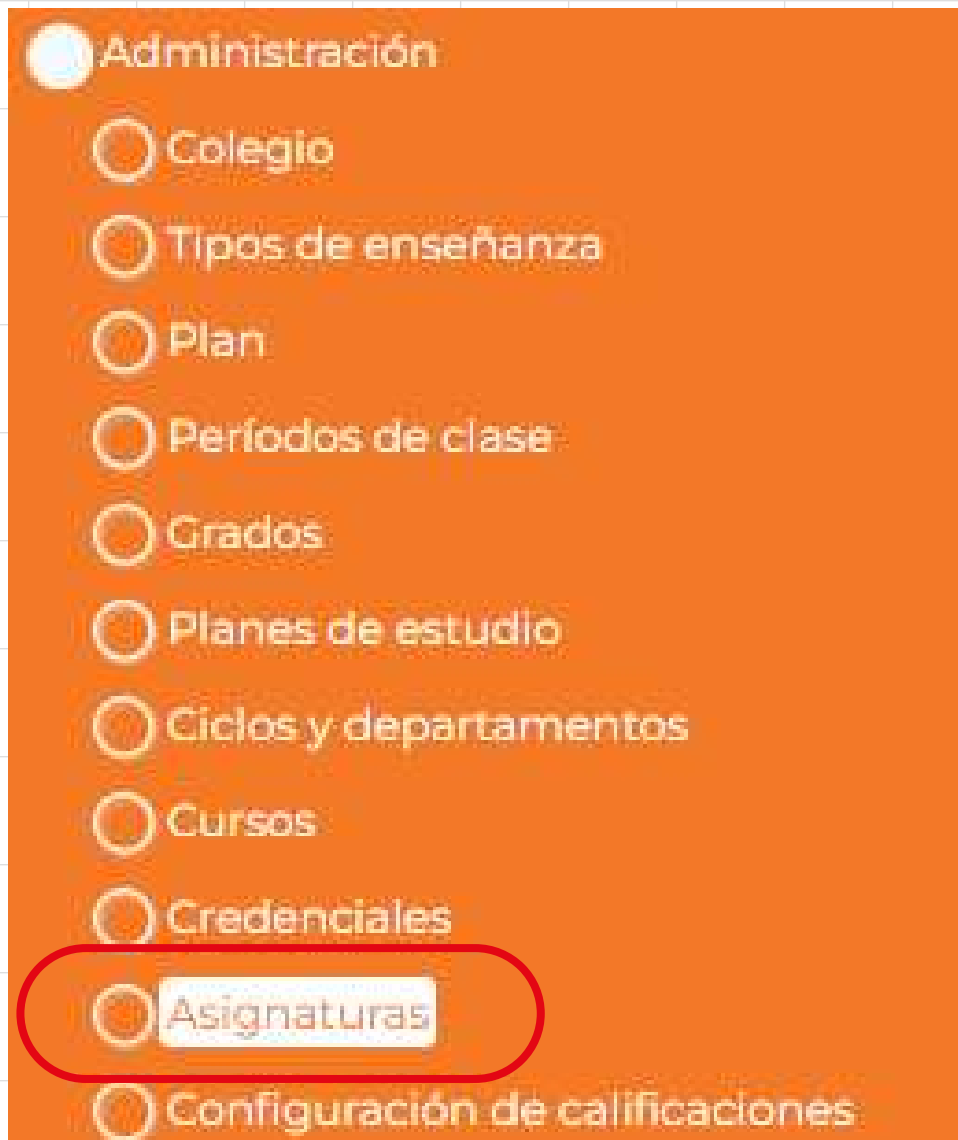 Administración
Colegio
Tipos de enseñanza
Plan
Períodos de clase
Grados
Planes de estudio
Ciclos y departamentos
Cursos
Credenciales
Asignaturas
Configuración de calificaciones